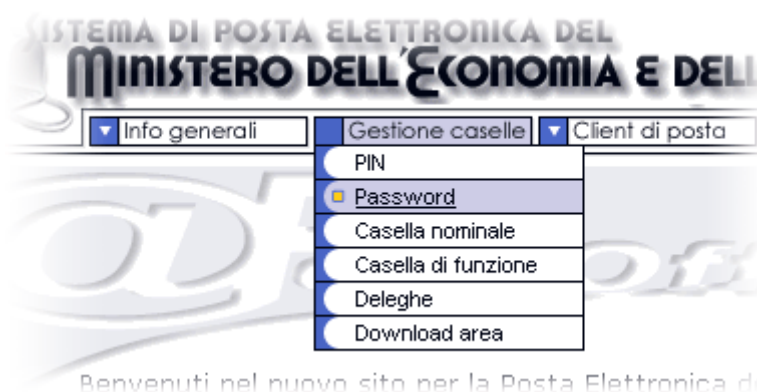 SISTEMA DI POSTA ELETTRONICA DEL
MINISTERO DELL'ECONOMIA E DELL
Info generali Gestione caselle Client di posta
PIN
Password
Casella nominale
Casella di funzione
Deleghe
Download area
Benvenuti nel nuovo sito per la Posta Elettronica d